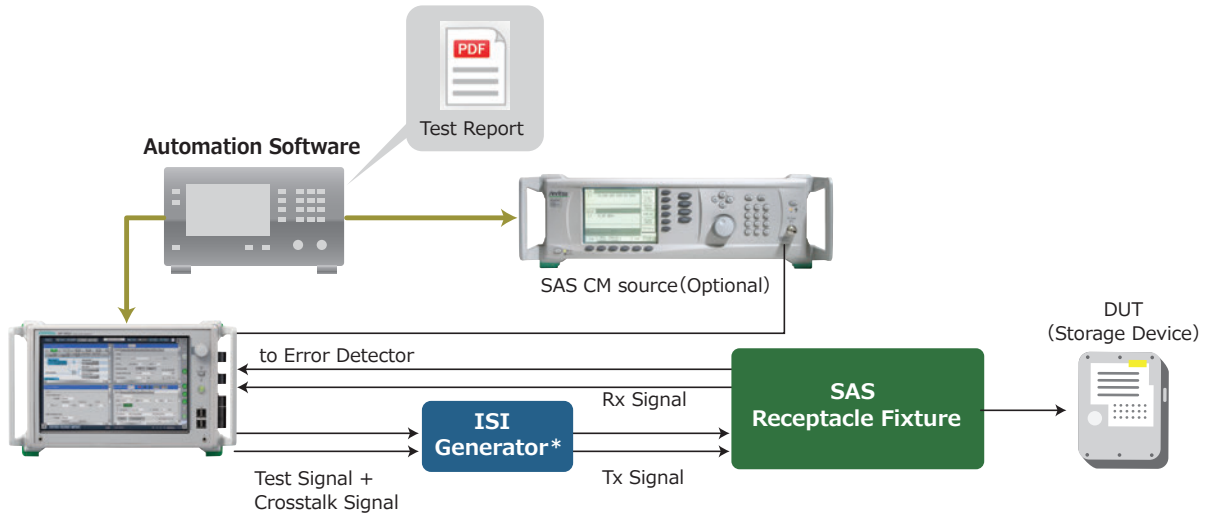 PDF
Test Report
Automation Software
SAS CM source(Optional)
DUT
(Storage Device)
to Error Detector
Rx Signal
SAS
Receptacle Fixture
ISI
Generator*
Tx Signal
Test Signal +
Crosstalk Signal